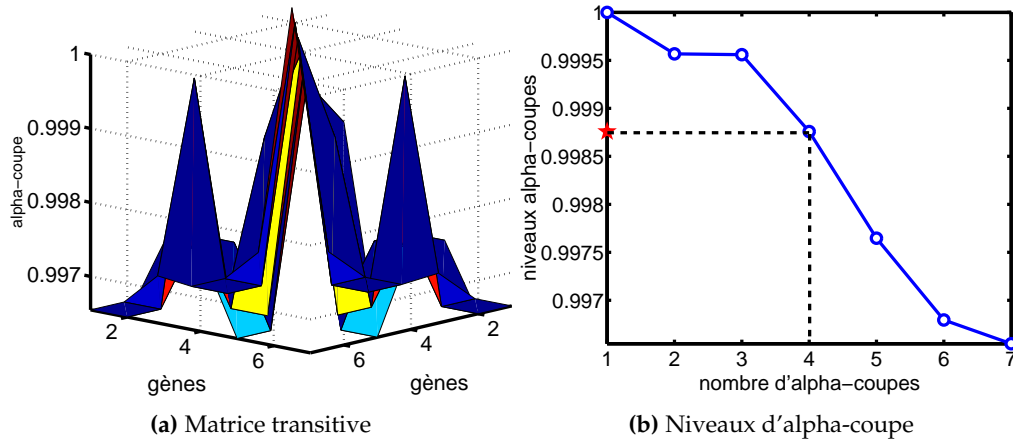 1
0.999
0.998
0.997
alpha−coupe
2
4
6
gènes
6
4
2
gènes
(a) Matrice transitive
1
0.9995
0.999
0.9985
0.998
0.9975
0.997
niveaux alpha−coupes
1 2 3 4 5 6 7
nombre d'alpha−coupes
(b) Niveaux d'alpha-coupe